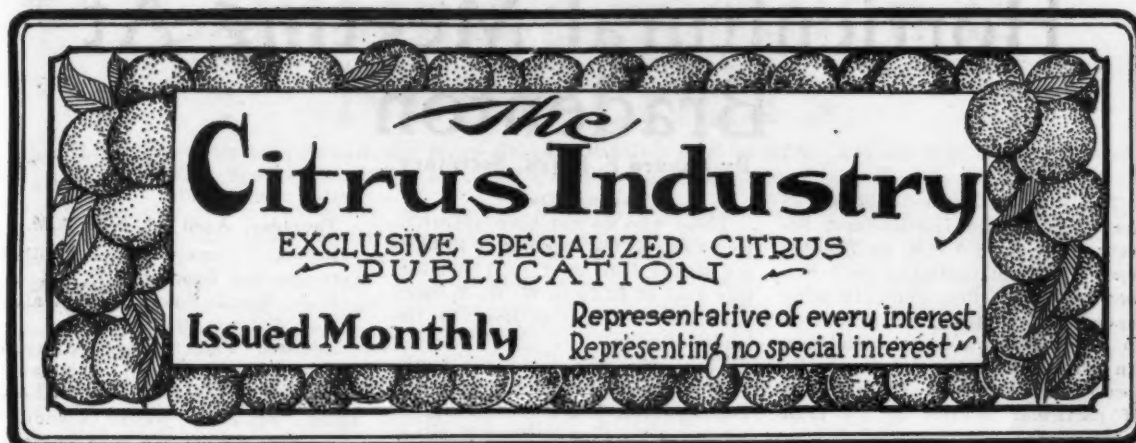 The
Citrus Industry
EXCLUSIVE SPECIALIZED CITRUS
PUBLICATION
Issued Monthly
Representative of every interest
Representing no special interest